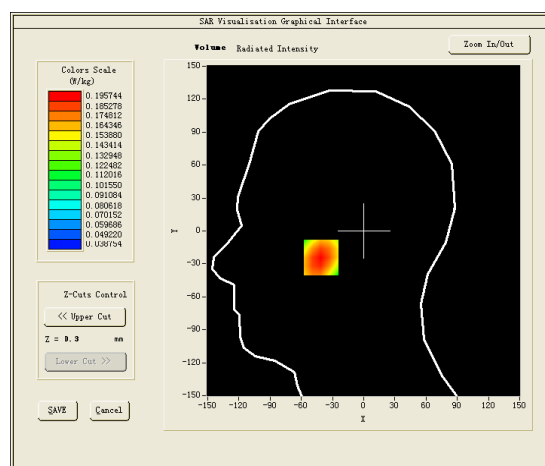 SAR Visualisation Graphical Interface
Volume Radiated Intensity
Zoom In/Out
Colors Scale
(W/kg)
0.195744
0.185278
0.174812
0.164346
0.153880
0.143414
0.132948
0.122482
0.112016
0.101550
0.091084
0.080618
0.070152
0.059686
0.049220
0.038754
Z-Cuts Control
<< Upper Cut
Z = 0.3 mm
Lower Cut >>
SAVE Cancel
150
120
90
60
30
0
-30
-60
-90
-120
-150
Y
-150 -120 -90 -60 -30 0 30 60 90 120 150
X